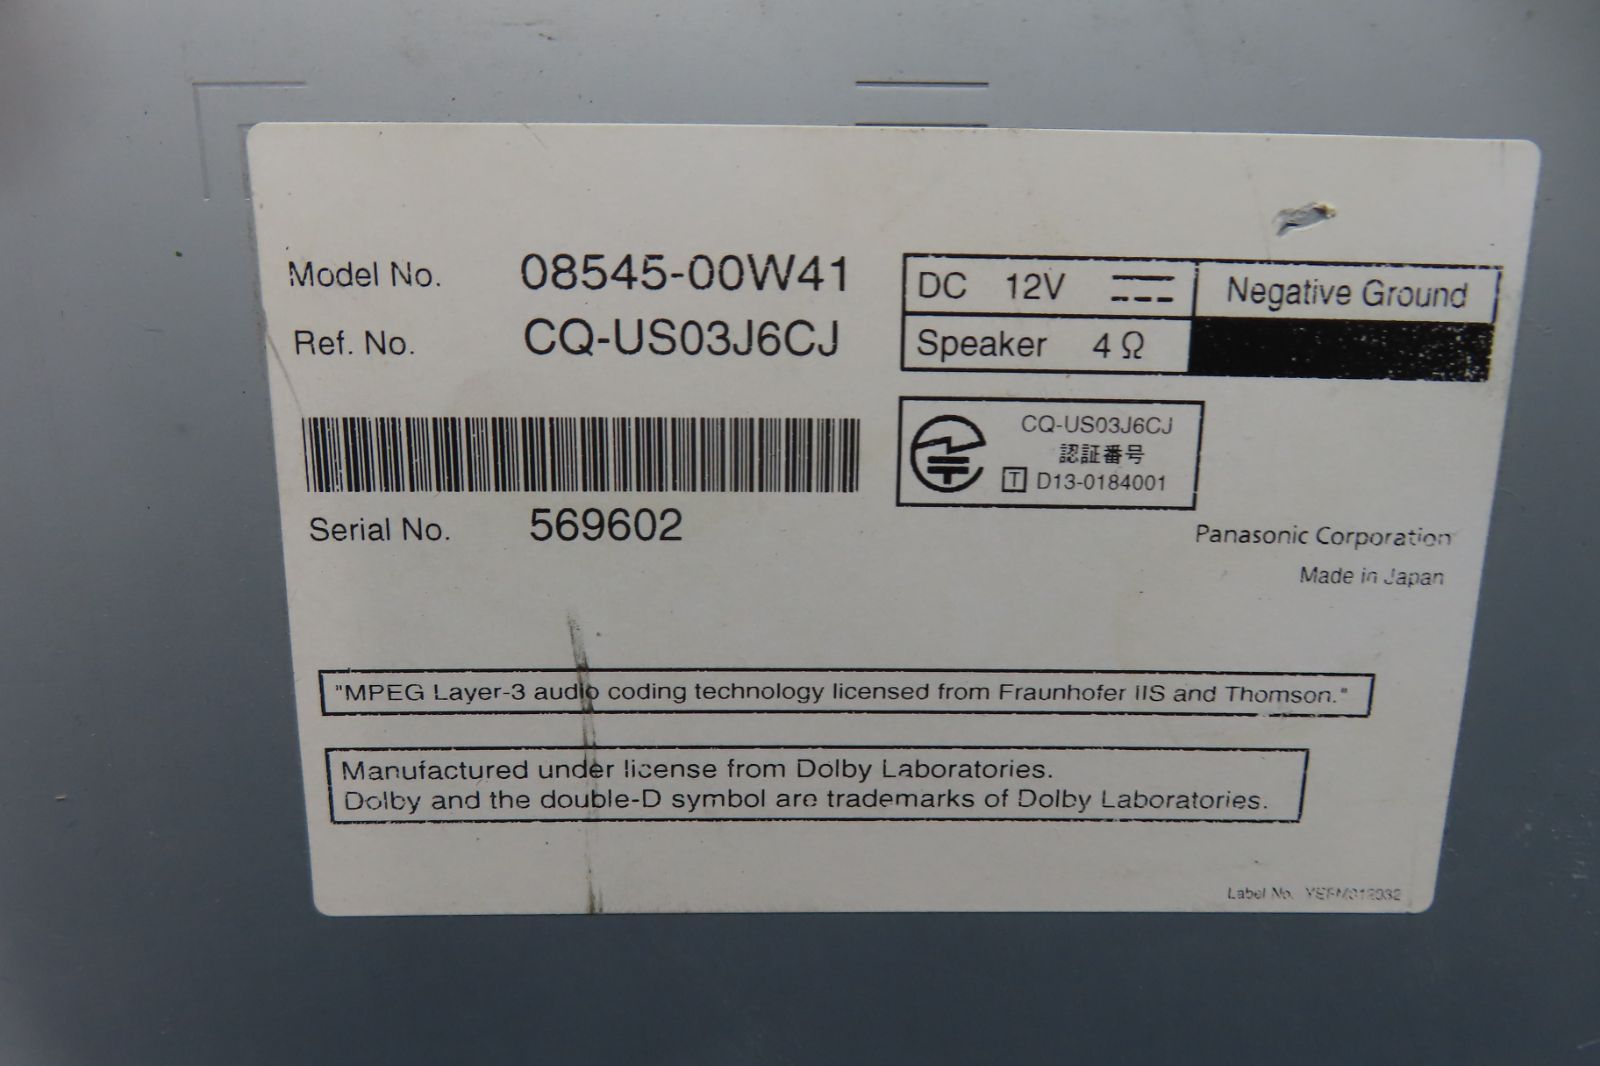 Model No. 08545-00W41
Ref. No. CQ-US03J6CJ
DC 12V Negative Ground
Speaker 4Ω
CQ-US03J6CJ
認証番号
T D13-0184001
Serial No. 569602
Panasonic Corporation
Made in Japan
"MPEG Layer-3 audio coding technology licensed from Fraunhofer IIS and Thomson."
Manufactured under license from Dolby Laboratories.
Dolby and the double-D symbol are trademarks of Dolby Laboratories.
Label No.